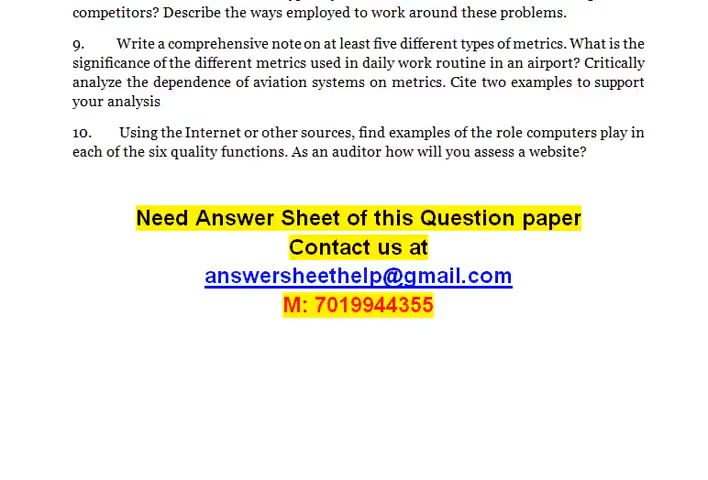 competitors? Describe the ways employed to work around these problems.
9. Write a comprehensive note on at least five different types of metrics. What is the
significance of the different metrics used in daily work routine in an airport? Critically
analyze the dependence of aviation systems on metrics. Cite two examples to support
your analysis
10. Using the Internet or other sources, find examples of the role computers play in
each of the six quality functions. As an auditor how will you assess a website?
Need Answer Sheet of this Question paper
Contact us at
answersheethelp@gmail.com
M: 7019944355